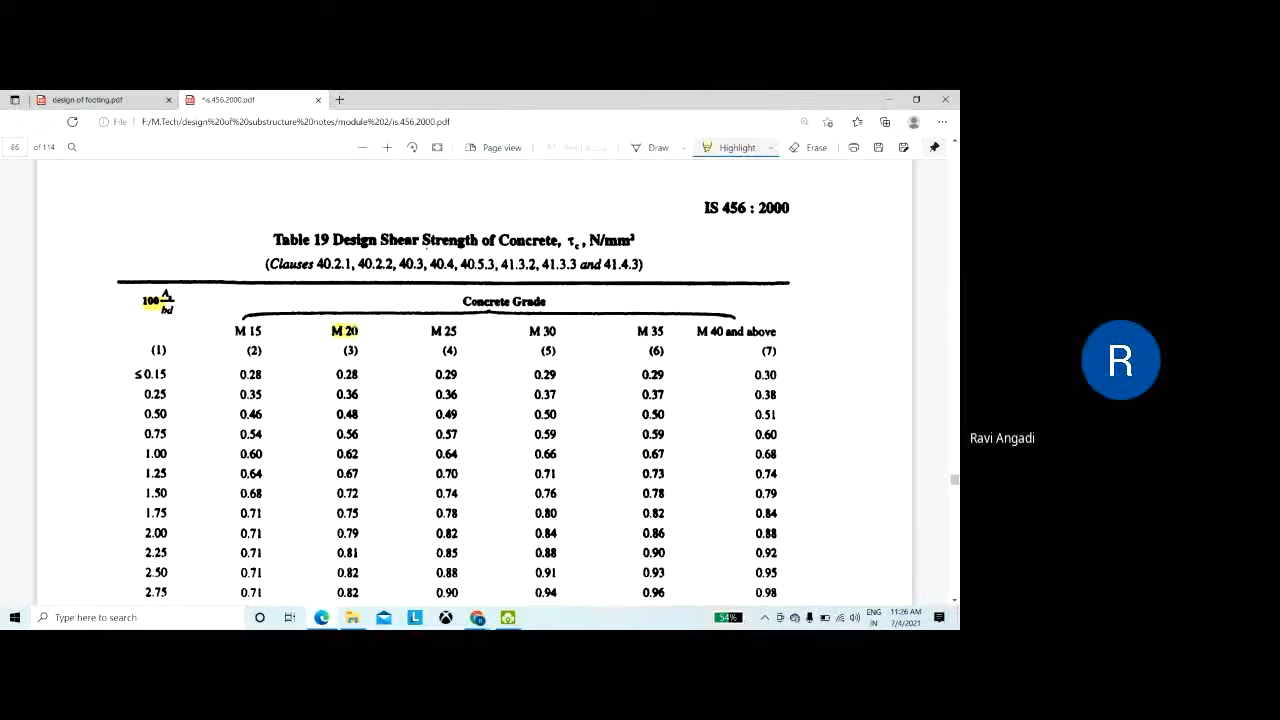 design of footing.pdf
*is.456.2000.pdf
File F:/M.Tech/design%20of%20substructure%20notes/module%202/is.456.2000.pdf
86 of 114 Page view Draw Highlight Erase
IS 456 : 2000
Table 19 Design Shear Strength of Concrete, τc , N/mm²
(Clauses 40.2.1, 40.2.2, 40.3, 40.4, 40.5.3, 41.3.2, 41.3.3 and 41.4.3)
100 As/bd Concrete Grade
M 15 M 20 M 25 M 30 M 35 M 40 and above
(1) (2) (3) (4) (5) (6) (7)
≤ 0.15 0.28 0.28 0.29 0.29 0.29 0.30
0.25 0.35 0.36 0.36 0.37 0.37 0.38
0.50 0.46 0.48 0.49 0.50 0.50 0.51
0.75 0.54 0.56 0.57 0.59 0.59 0.60
1.00 0.60 0.62 0.64 0.66 0.67 0.68
1.25 0.64 0.67 0.70 0.71 0.73 0.74
1.50 0.68 0.72 0.74 0.76 0.78 0.79
1.75 0.71 0.75 0.78 0.80 0.82 0.84
2.00 0.71 0.79 0.82 0.84 0.86 0.88
2.25 0.71 0.81 0.85 0.88 0.90 0.92
2.50 0.71 0.82 0.88 0.91 0.93 0.95
2.75 0.71 0.82 0.90 0.94 0.96 0.98
Type here to search
L
54%
ENG
IN
11:26 AM
7/4/2021
R
Ravi Angadi